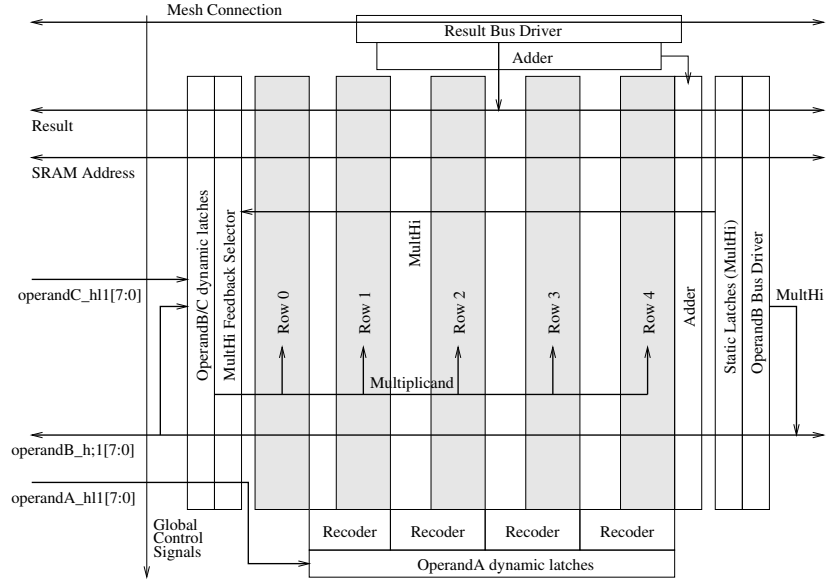 Mesh Connection
Result Bus Driver
Adder
Result
SRAM Address
OperandB/C dynamic latches
MultHi Feedback Selector
MultHi
Static Latches (MultHi)
OperandB Bus Driver
Adder
operandC_hl1[7:0]
MultHi
Row 0
Row 1
Row 2
Row 3
Row 4
Multiplicand
operandB_h;1[7:0]
operandA_hl1[7:0]
Global
Control
Signals
Recoder
Recoder
Recoder
Recoder
OperandA dynamic latches